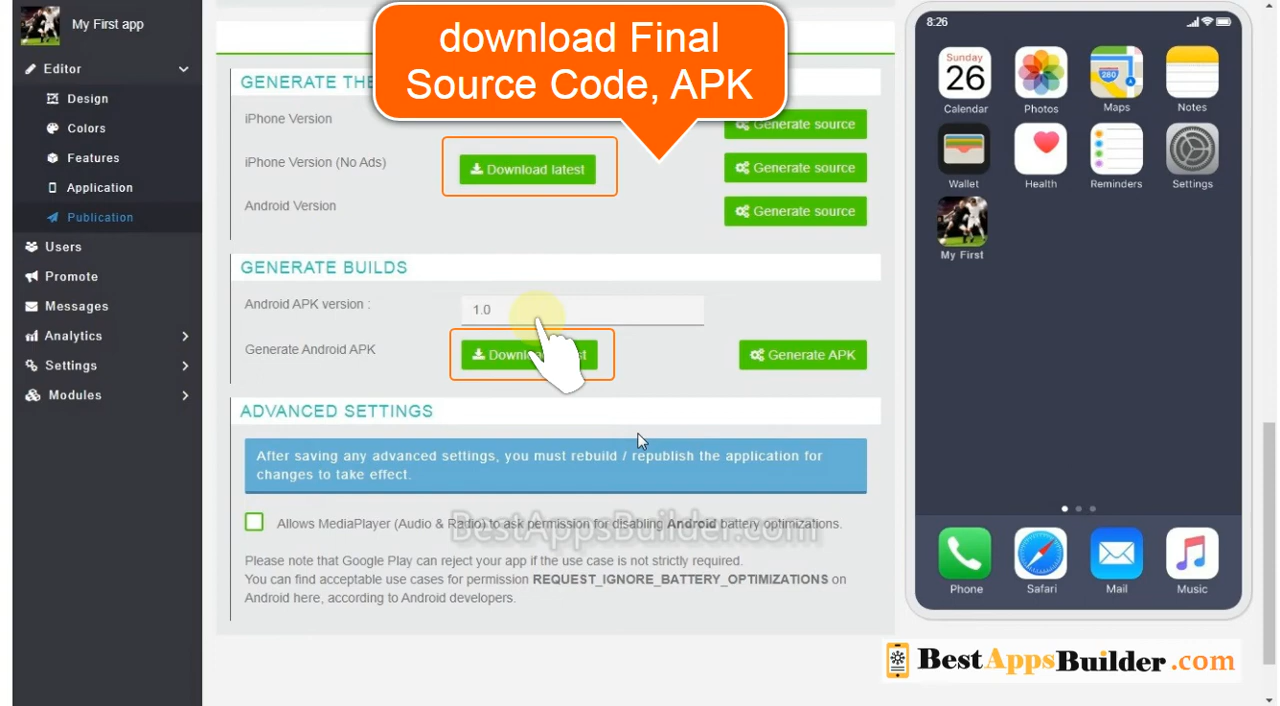 My First app
Editor
Design
Colors
Features
Application
Publication
Users
Promote
Messages
Analytics
Settings
Modules
download Final
Source Code, APK
GENERATE THE
iPhone Version
Generate source
iPhone Version (No Ads)
Download latest
Generate source
Android Version
Generate source
GENERATE BUILDS
Android APK version :
1.0
Generate Android APK
Generate APK
ADVANCED SETTINGS
After saving any advanced settings, you must rebuild / republish the application for
changes to take effect.
Allows MediaPlayer (Audio & Radio) to ask permission for disabling Android battery optimizations.
BestAppsBuilder.com
Please note that Google Play can reject your app if the use case is not strictly required.
You can find acceptable use cases for permission REQUEST_IGNORE_BATTERY_OPTIMIZATIONS on
Android here, according to Android developers.
8:26
Sunday
26
280
Calendar
Photos
Maps
Notes
Wallet
Health
Reminders
Settings
My First
Phone
Safari
Mail
Music
BestAppsBuilder.com